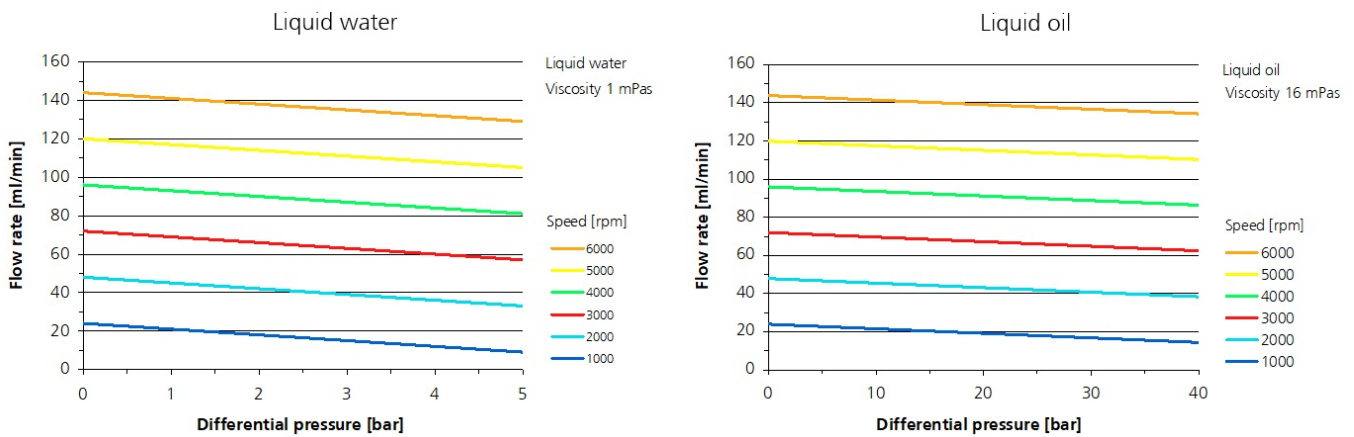 Liquid water
160
140
120
100
80
60
40
20
0
Flow rate [ml/min]
0 1 2 3 4 5
Differential pressure [bar]
Liquid water
Viscosity 1 mPas
Speed [rpm]
6000
5000
4000
3000
2000
1000
Liquid oil
160
140
120
100
80
60
40
20
0
Flow rate [ml/min]
0 10 20 30 40
Differential pressure [bar]
Liquid oil
Viscosity 16 mPas
Speed [rpm]
6000
5000
4000
3000
2000
1000